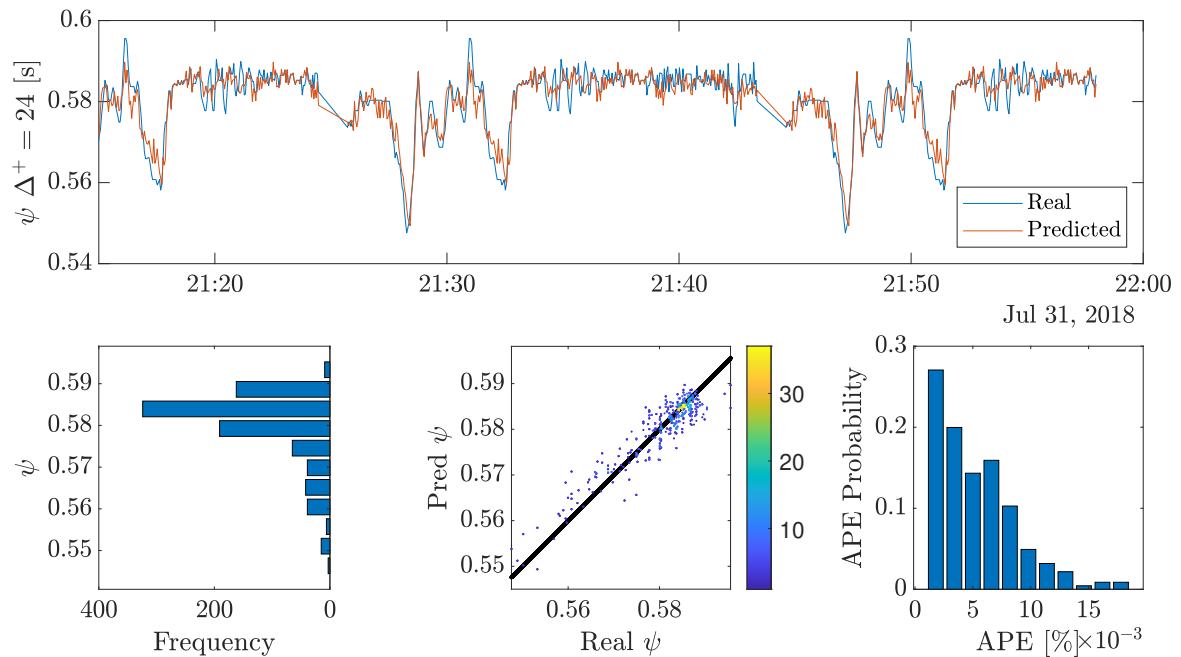 0.6
0.58
0.56
0.54
ψ Δ⁺ = 24 [s]
Real
Predicted
21:20 21:30 21:40 21:50 22:00
Jul 31, 2018
0.59
0.58
0.57
0.56
0.55
ψ
400 200 0
Frequency
0.59
0.58
0.57
0.56
0.55
Pred ψ
0.56 0.58
Real ψ
30
20
10
0.3
0.2
0.1
0
APE Probability
0 5 10 15
APE [%]×10⁻³